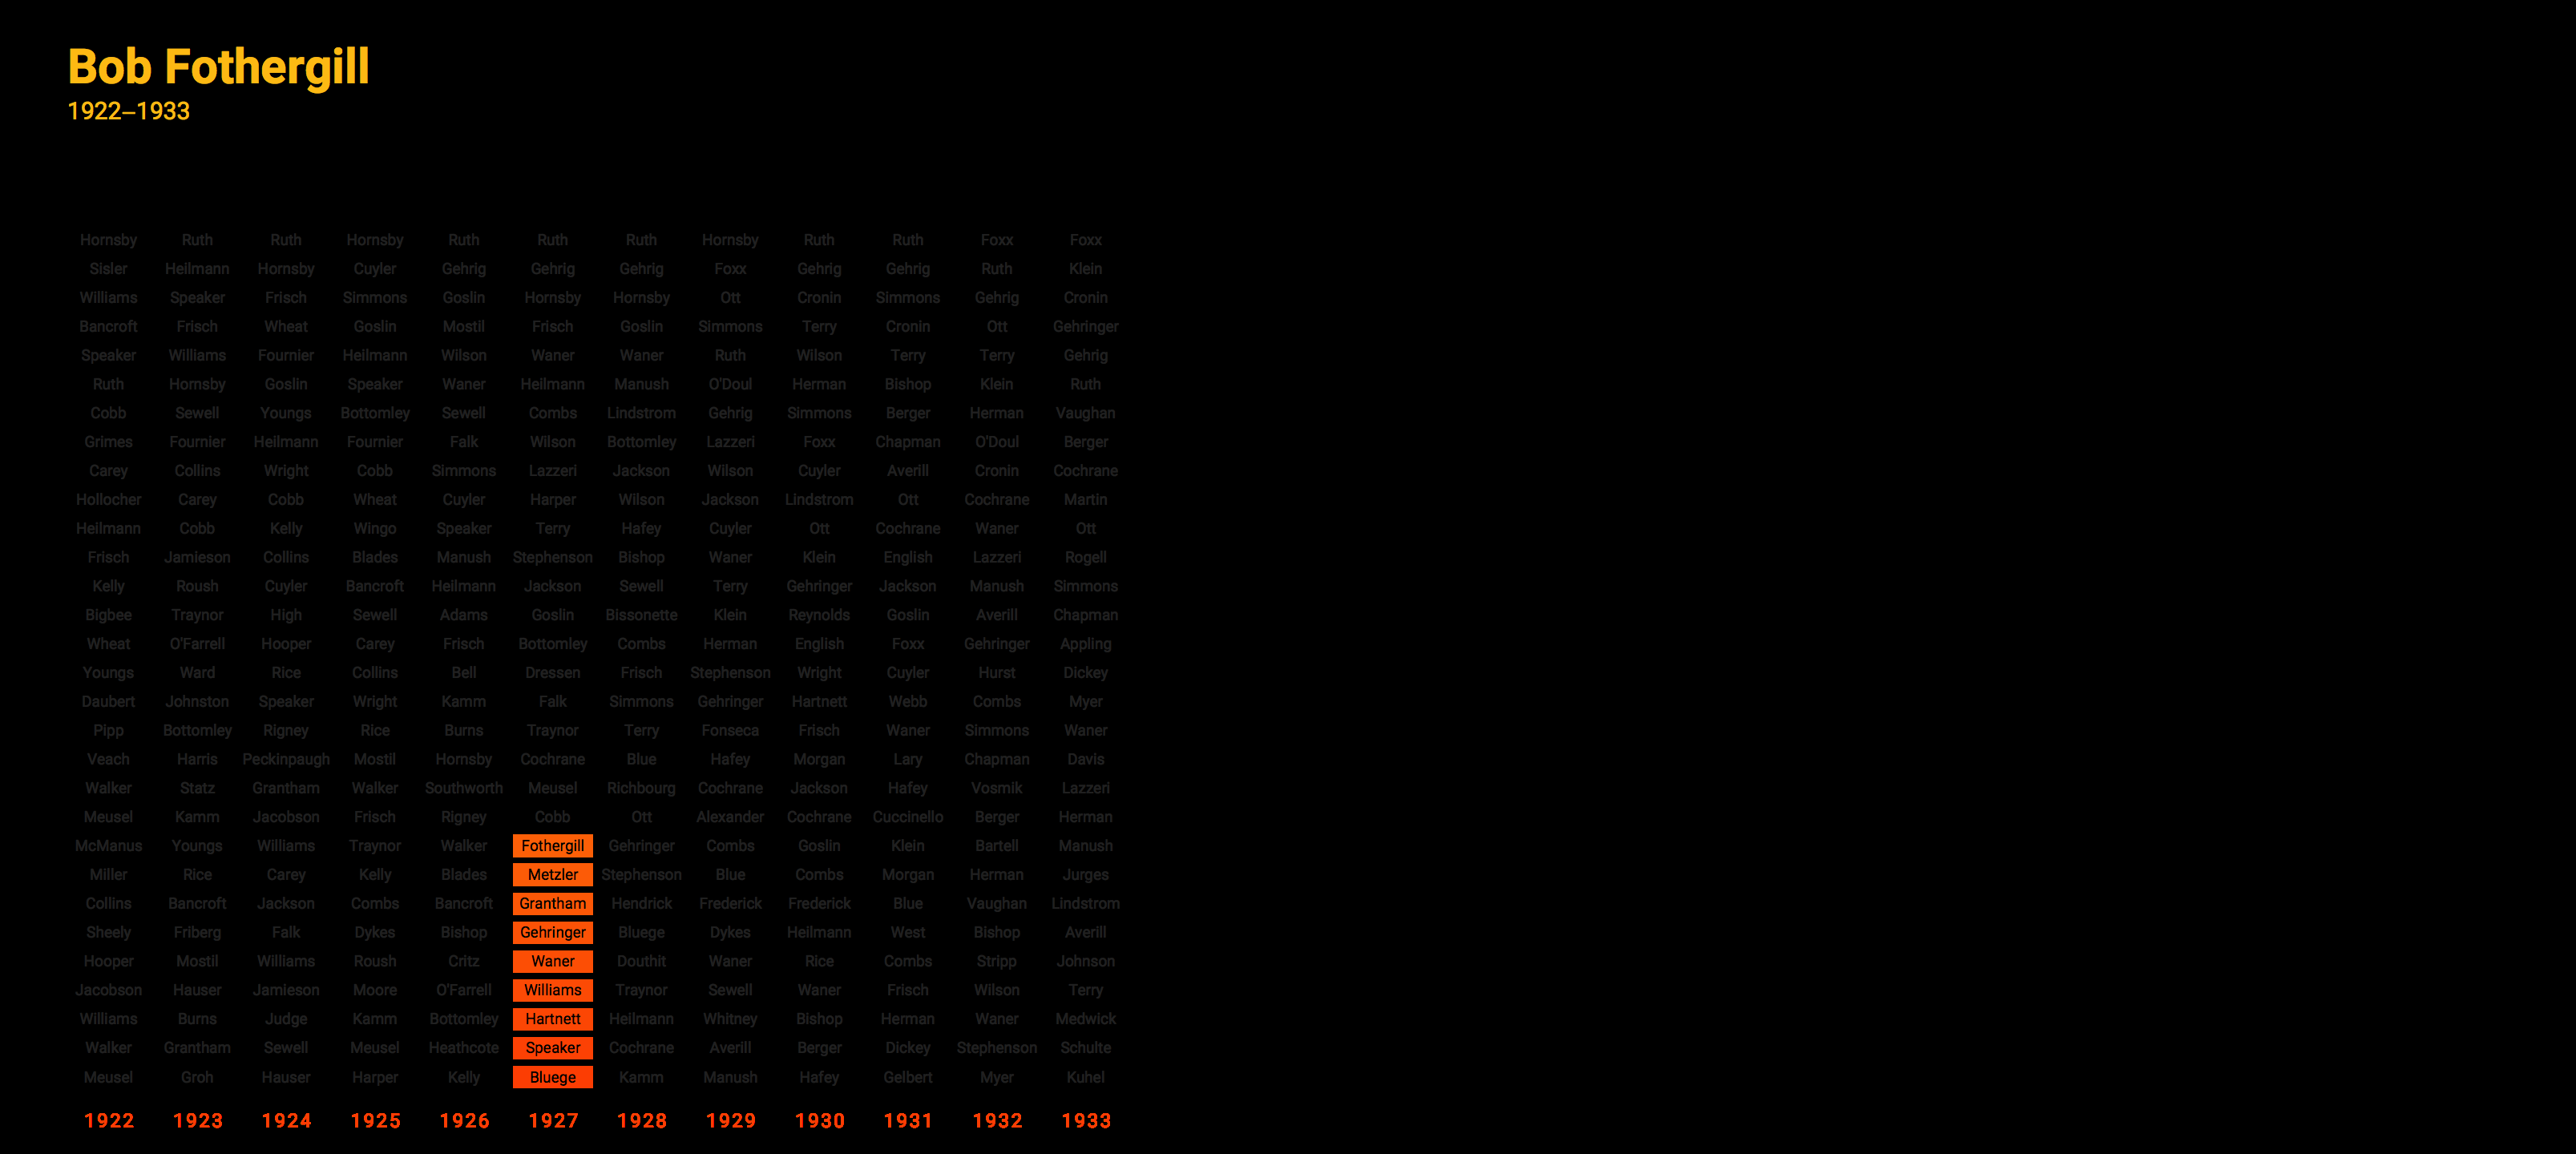 Bob Fothergill
1922–1933
Hornsby Ruth Ruth Hornsby Ruth Ruth Ruth Hornsby Ruth Ruth Foxx Foxx
Sisler Heilmann Hornsby Cuyler Gehrig Gehrig Gehrig Foxx Gehrig Gehrig Ruth Klein
Williams Speaker Frisch Simmons Goslin Hornsby Hornsby Ott Cronin Simmons Gehrig Cronin
Bancroft Frisch Wheat Goslin Mostil Frisch Goslin Simmons Terry Cronin Ott Gehringer
Speaker Williams Fournier Heilmann Wilson Waner Waner Ruth Wilson Terry Terry Gehrig
Ruth Hornsby Goslin Speaker Waner Heilmann Manush O'Doul Herman Bishop Klein Ruth
Cobb Sewell Youngs Bottomley Sewell Combs Lindstrom Gehrig Simmons Berger Herman Vaughan
Grimes Fournier Heilmann Fournier Falk Wilson Bottomley Lazzeri Foxx Chapman O'Doul Berger
Carey Collins Wright Cobb Simmons Lazzeri Jackson Wilson Cuyler Averill Cronin Cochrane
Hollocher Carey Cobb Wheat Cuyler Harper Wilson Jackson Lindstrom Ott Cochrane Martin
Heilmann Cobb Kelly Wingo Speaker Terry Hafey Cuyler Ott Cochrane Waner Ott
Frisch Jamieson Collins Blades Manush Stephenson Bishop Waner Klein English Lazzeri Rogell
Kelly Roush Cuyler Bancroft Heilmann Jackson Sewell Terry Gehringer Jackson Manush Simmons
Bigbee Traynor High Sewell Adams Goslin Bissonette Klein Reynolds Goslin Averill Chapman
Wheat O'Farrell Hooper Carey Frisch Bottomley Combs Herman English Foxx Gehringer Appling
Youngs Ward Rice Collins Bell Dressen Frisch Stephenson Wright Cuyler Hurst Dickey
Daubert Johnston Speaker Wright Kamm Falk Simmons Gehringer Hartnett Webb Combs Myer
Pipp Bottomley Rigney Rice Burns Traynor Terry Fonseca Frisch Waner Simmons Waner
Veach Harris Peckinpaugh Mostil Hornsby Cochrane Blue Hafey Morgan Lary Chapman Davis
Walker Statz Grantham Walker Southworth Meusel Richbourg Cochrane Jackson Hafey Vosmik Lazzeri
Meusel Kamm Jacobson Frisch Rigney Cobb Ott Alexander Cochrane Cuccinello Berger Herman
McManus Youngs Williams Traynor Walker Fothergill Gehringer Combs Goslin Klein Bartell Manush
Miller Rice Carey Kelly Blades Metzler Stephenson Blue Combs Morgan Herman Jurges
Collins Bancroft Jackson Combs Bancroft Grantham Hendrick Frederick Frederick Blue Vaughan Lindstrom
Sheely Friberg Falk Dykes Bishop Gehringer Bluege Dykes Heilmann West Bishop Averill
Hooper Mostil Williams Roush Critz Waner Douthit Waner Rice Combs Stripp Johnson
Jacobson Hauser Jamieson Moore O'Farrell Williams Traynor Sewell Waner Frisch Wilson Terry
Williams Burns Judge Kamm Bottomley Hartnett Heilmann Whitney Bishop Herman Waner Medwick
Walker Grantham Sewell Meusel Heathcote Speaker Cochrane Averill Berger Dickey Stephenson Schulte
Meusel Groh Hauser Harper Kelly Bluege Kamm Manush Hafey Gelbert Myer Kuhel
1922 1923 1924 1925 1926 1927 1928 1929 1930 1931 1932 1933